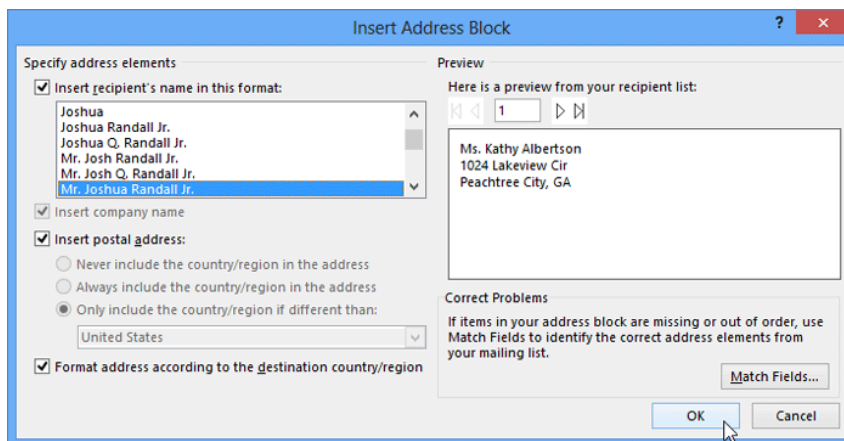 Insert Address Block
?
Specify address elements
Insert recipient's name in this format:
Joshua
Joshua Randall Jr.
Joshua Q. Randall Jr.
Mr. Josh Randall Jr.
Mr. Josh Q. Randall Jr.
Mr. Joshua Randall Jr.
Insert company name
Insert postal address:
Never include the country/region in the address
Always include the country/region in the address
Only include the country/region if different than:
United States
Format address according to the destination country/region
Preview
Here is a preview from your recipient list:
1
Ms. Kathy Albertson
1024 Lakeview Cir
Peachtree City, GA
Correct Problems
If items in your address block are missing or out of order, use
Match Fields to identify the correct address elements from
your mailing list.
Match Fields...
OK
Cancel